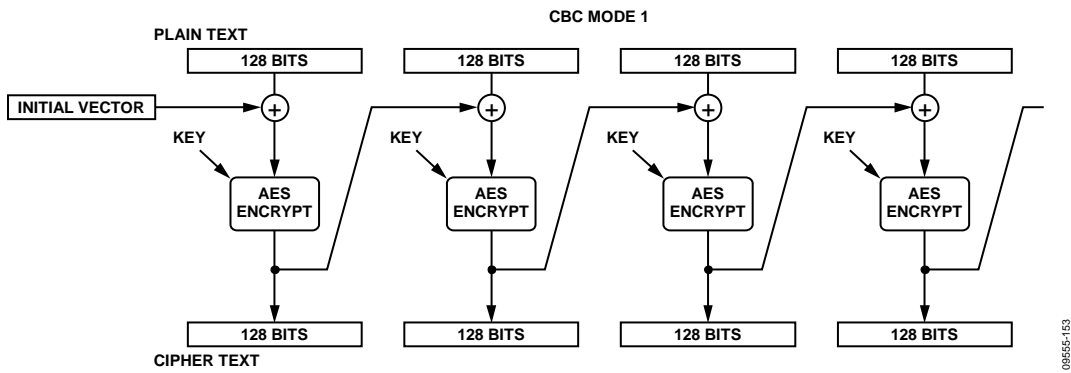 CBC MODE 1
PLAIN TEXT
128 BITS 128 BITS 128 BITS 128 BITS
INITIAL VECTOR + + + +
KEY KEY KEY KEY
AES AES AES AES
ENCRYPT ENCRYPT ENCRYPT ENCRYPT
128 BITS 128 BITS 128 BITS 128 BITS
CIPHER TEXT
09555-153